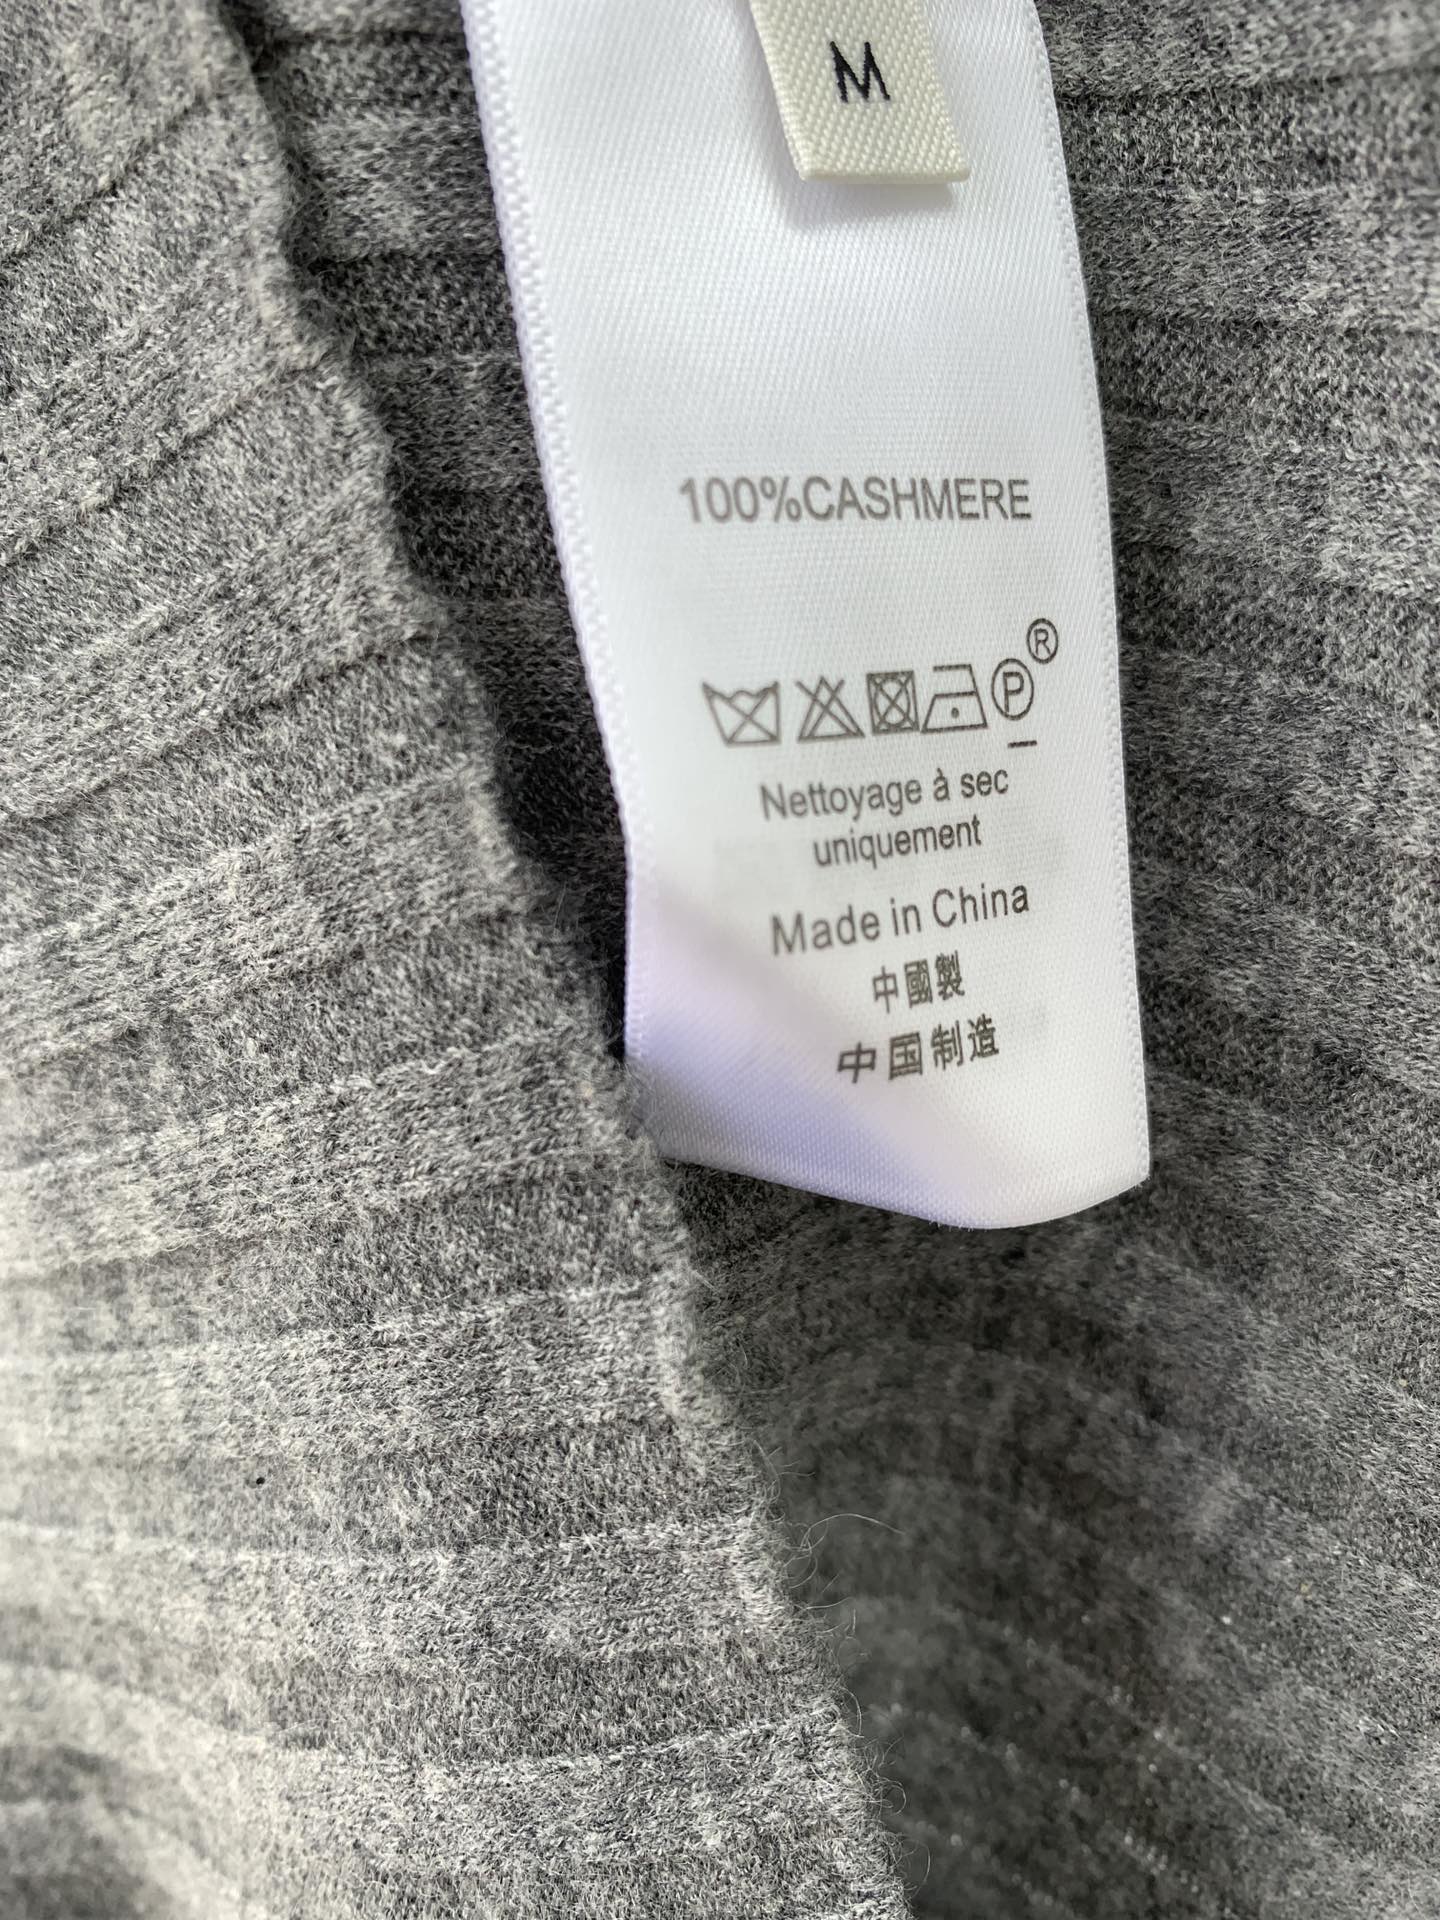 M
100%CASHMERE
P ®
Nettoyage à sec
uniquement
Made in China
中國製
中国制造